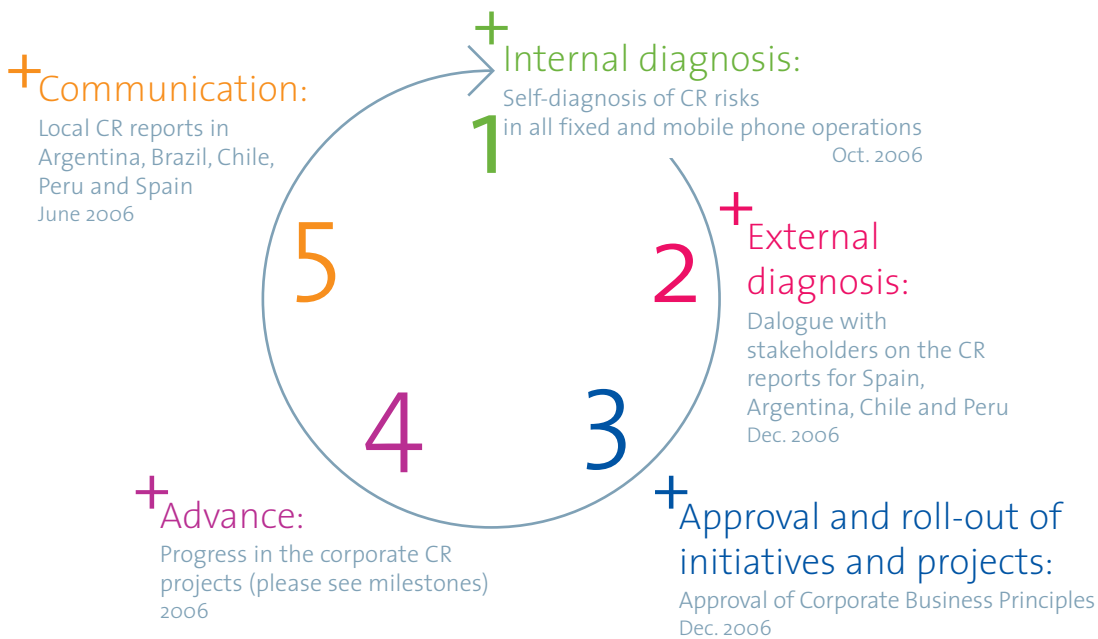 +
Internal diagnosis:
Self-diagnosis of CR risks
in all fixed and mobile phone operations
Oct. 2006
1
+
External
diagnosis:
Dalogue with
stakeholders on the CR
reports for Spain,
Argentina, Chile and Peru
Dec. 2006
2
+
Approval and roll-out of
initiatives and projects:
Approval of Corporate Business Principles
Dec. 2006
3
+
Advance:
Progress in the corporate CR
projects (please see milestones)
2006
4
+
Communication:
Local CR reports in
Argentina, Brazil, Chile,
Peru and Spain
June 2006
5